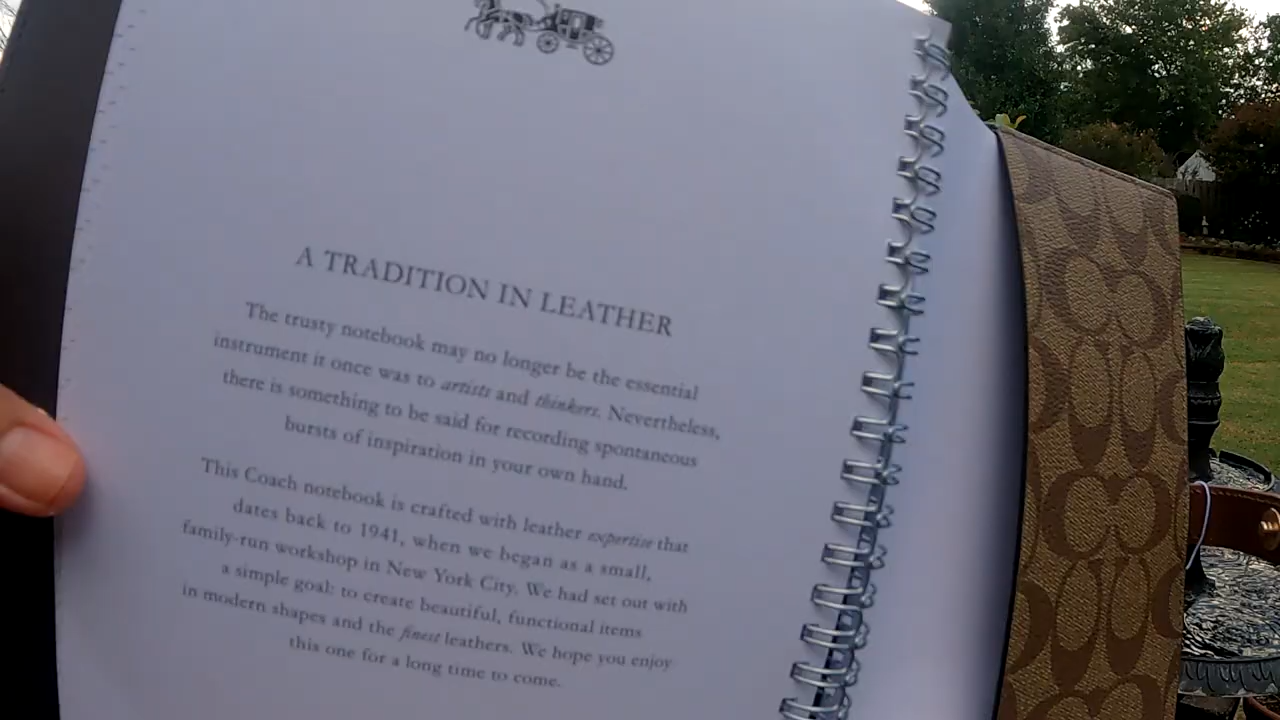 A TRADITION IN LEATHER
The trusty notebook may no longer be the essential
instrument it once was to artists and thinkers. Nevertheless,
there is something to be said for recording spontaneous
bursts of inspiration in your own hand.
This Coach notebook is crafted with leather expertise that
dates back to 1941, when we began as a small,
family-run workshop in New York City. We had set out with
a simple goal: to create beautiful, functional items
in modern shapes and the finest leathers. We hope you enjoy
this one for a long time to come.